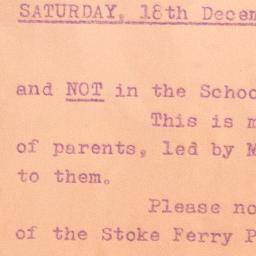 SATURDAY, 18th Decem
and NOT in the Schoo
This is m
of parents, led by M
to them.
Please no
of the Stoke Ferry P